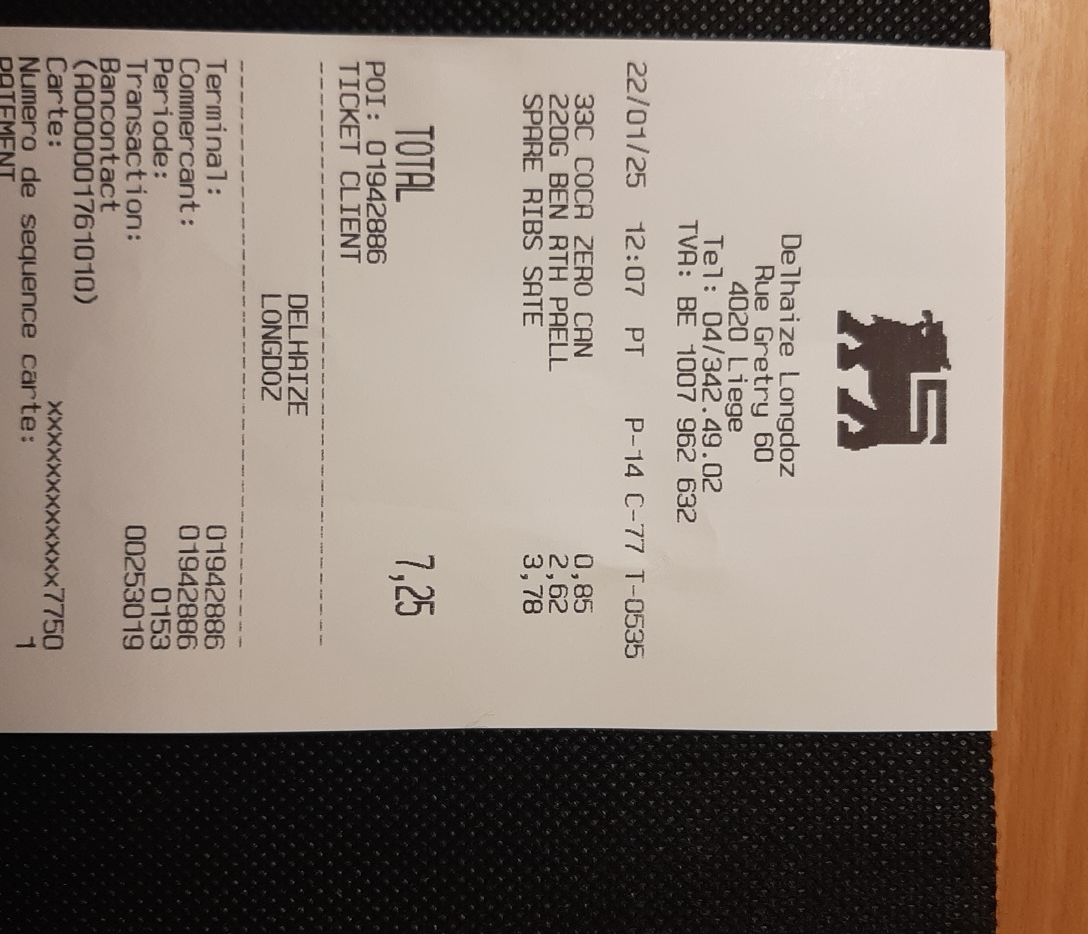 Delhaize Longdoz
Rue Gretry 60
4020 Liege
Tel: 04/342.49.02
TVA: BE 1007 962 632
22/01/25 12:07 PT P-14 C-77 T-0535
33C COCA ZERO CAN 0,85
220G BEN RTH PAELL 2,62
SPARE RIBS SATE 3,78
TOTAL 7,25
POI: 01942886
TICKET CLIENT
--------------------------------
DELHAIZE
LONGDOZ
--------------------------------
Terminal: 01942886
Commercant: 01942886
Periode: 0153
Transaction: 00253019
Bancontact
(A0000001761010)
Carte: xxxxxxxxxxxxx7750
Numero de sequence carte: 1
PAIEMENT